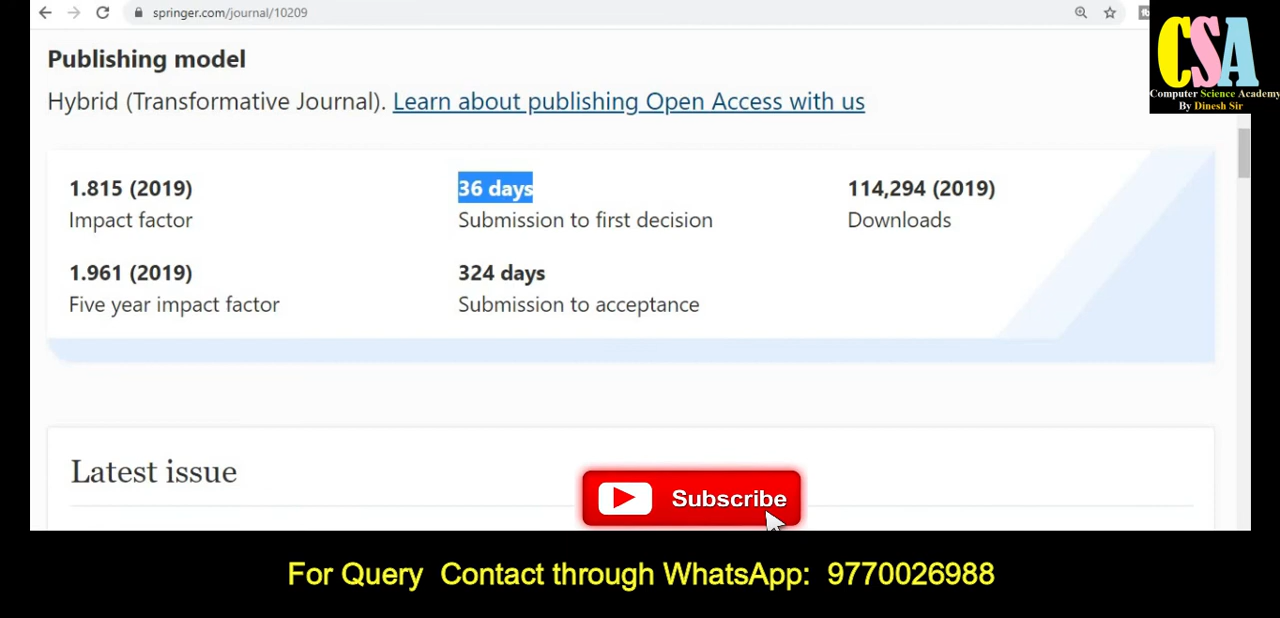 springer.com/journal/10209
CSA
Computer Science Academy
By Dinesh Sir
Publishing model
Hybrid (Transformative Journal). Learn about publishing Open Access with us
1.815 (2019)
Impact factor
36 days
Submission to first decision
114,294 (2019)
Downloads
1.961 (2019)
Five year impact factor
324 days
Submission to acceptance
Latest issue
Subscribe
For Query Contact through WhatsApp: 9770026988